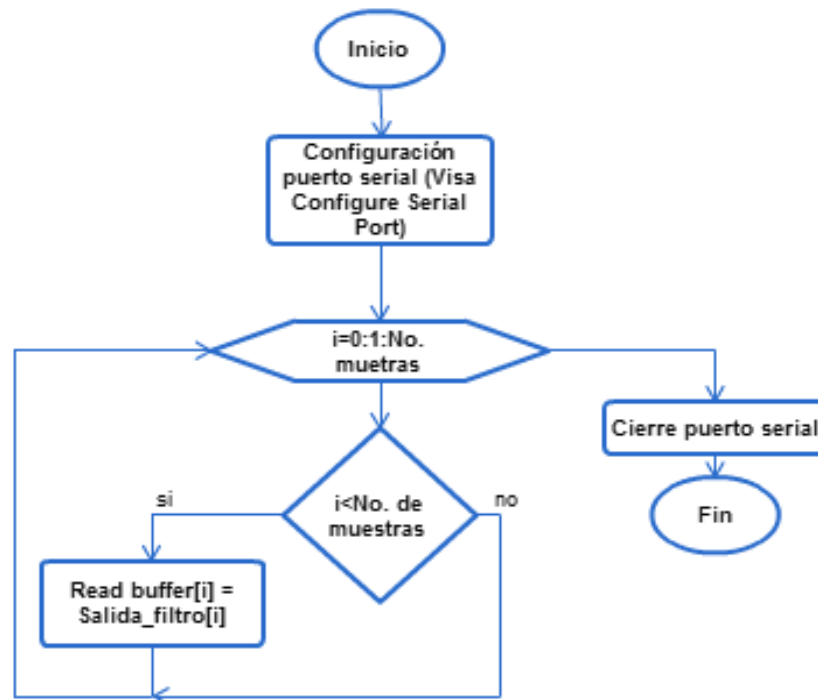 Inicio
Configuración
puerto serial (Visa
Configure Serial
Port)
i=0:1:No.
muetras
Cierre puerto serial
i<No. de
muestras
si
no
Fin
Read buffer[i] =
Salida_filtro[i]